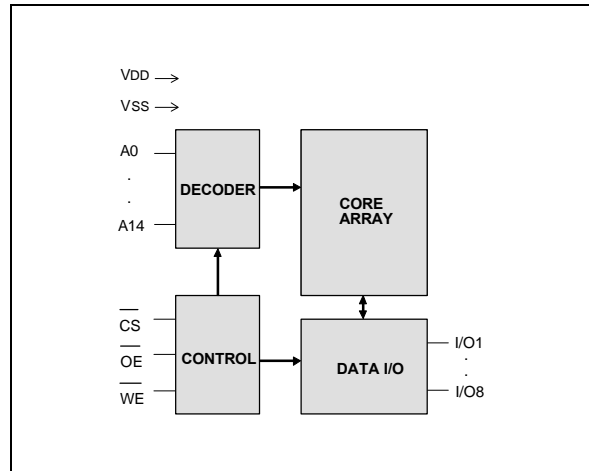 VDD
VSS
A0
.
.
A14
DECODER
CORE
ARRAY
CS
OE
WE
CONTROL
DATA I/O
I/O1
.
.
I/O8